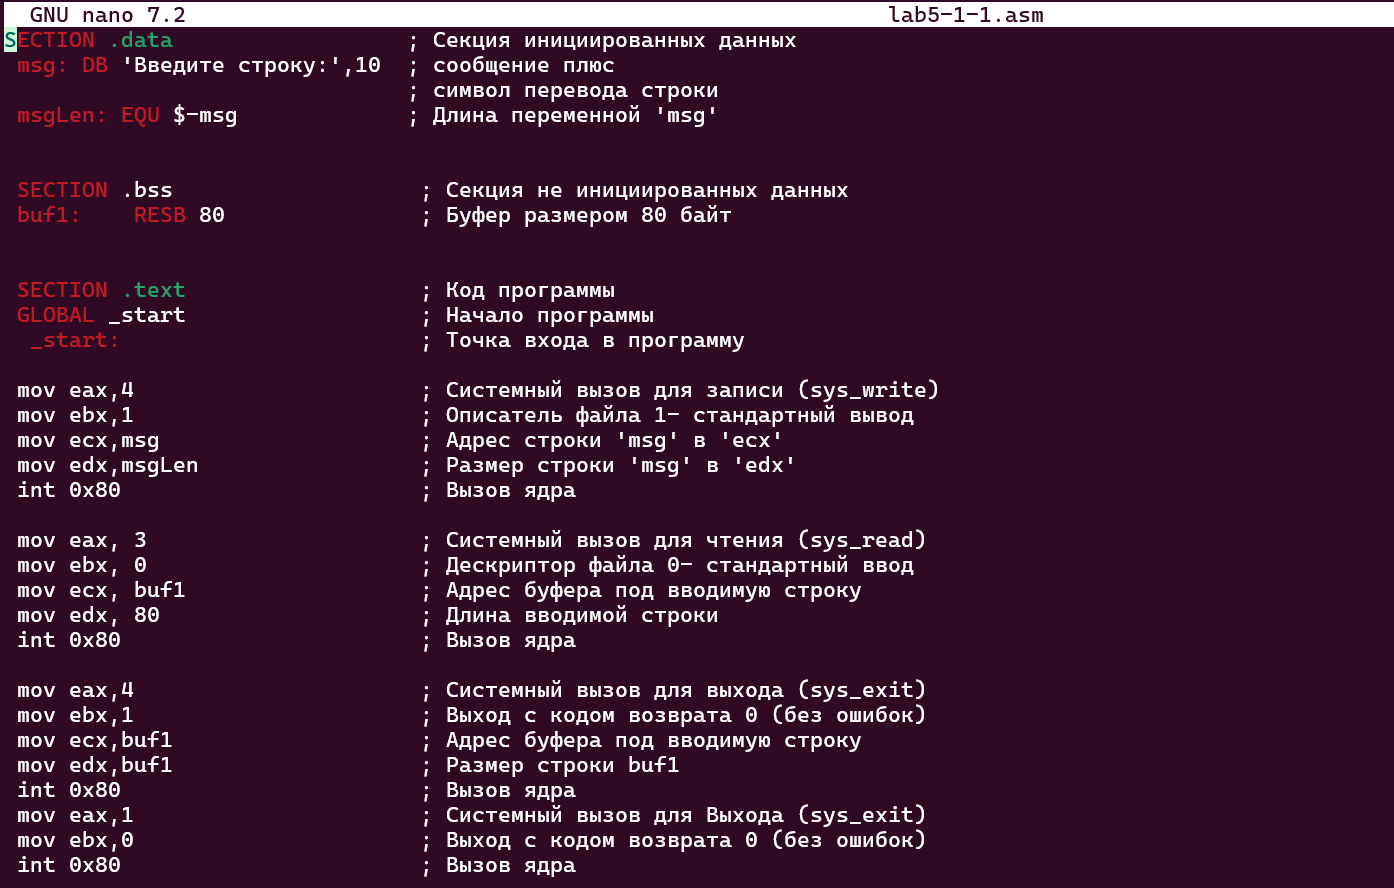 GNU nano 7.2 lab5-1-1.asm
SECTION .data ; Секция инициированных данных
msg: DB 'Введите строку:',10 ; сообщение плюс
; символ перевода строки
msgLen: EQU $-msg ; Длина переменной 'msg'
SECTION .bss ; Секция не инициированных данных
buf1: RESB 80 ; Буфер размером 80 байт
SECTION .text ; Код программы
GLOBAL _start ; Начало программы
_start: ; Точка входа в программу
mov eax,4 ; Системный вызов для записи (sys_write)
mov ebx,1 ; Описатель файла 1- стандартный вывод
mov ecx,msg ; Адрес строки 'msg' в 'ecx'
mov edx,msgLen ; Размер строки 'msg' в 'edx'
int 0x80 ; Вызов ядра
mov eax, 3 ; Системный вызов для чтения (sys_read)
mov ebx, 0 ; Дескриптор файла 0- стандартный ввод
mov ecx, buf1 ; Адрес буфера под вводимую строку
mov edx, 80 ; Длина вводимой строки
int 0x80 ; Вызов ядра
mov eax,4 ; Системный вызов для выхода (sys_exit)
mov ebx,1 ; Выход с кодом возврата 0 (без ошибок)
mov ecx,buf1 ; Адрес буфера под вводимую строку
mov edx,buf1 ; Размер строки buf1
int 0x80 ; Вызов ядра
mov eax,1 ; Системный вызов для Выхода (sys_exit)
mov ebx,0 ; Выход с кодом возврата 0 (без ошибок)
int 0x80 ; Вызов ядра